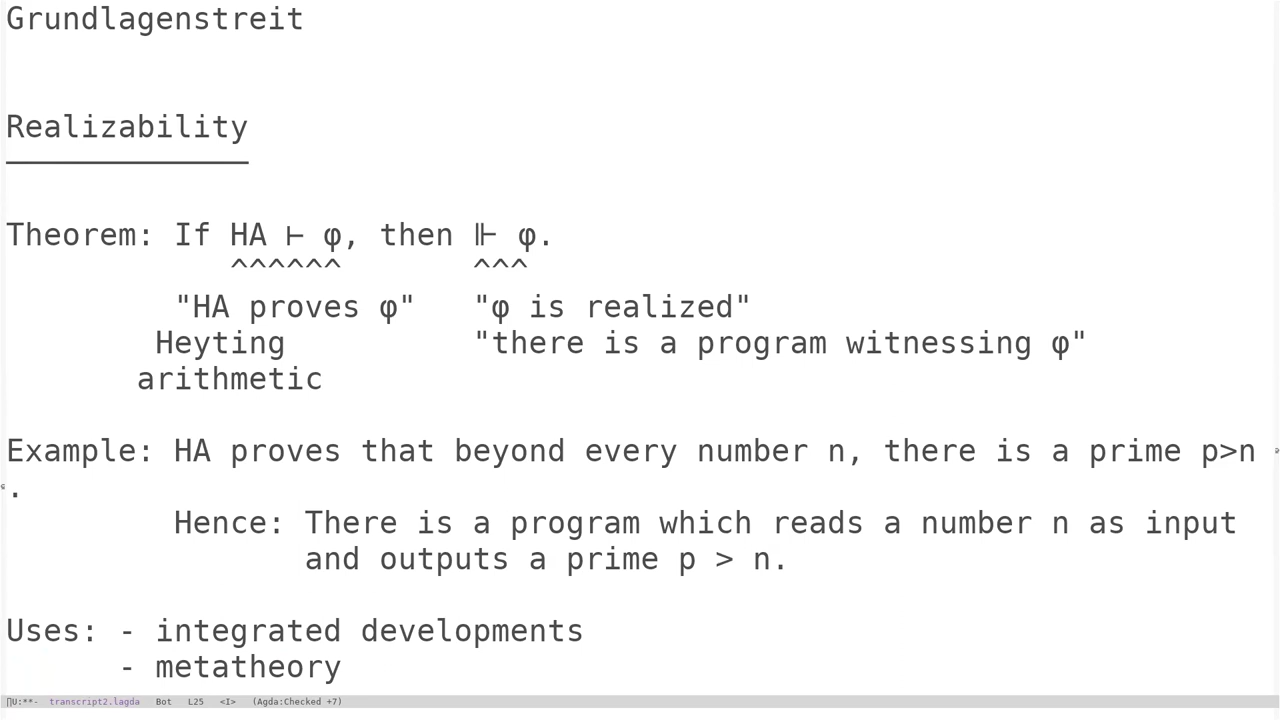 Grundlagenstreit
Realizability
Theorem: If HA ⊢ φ, then ⊩ φ.
^^^^^^ ^^^
"HA proves φ" "φ is realized"
Heyting "there is a program witnessing φ"
arithmetic
Example: HA proves that beyond every number n, there is a prime p>n
.
Hence: There is a program which reads a number n as input
and outputs a prime p > n.
Uses: - integrated developments
- metatheory
U:**- transcript2.lagda Bot L25 <I> (Agda:Checked +7)